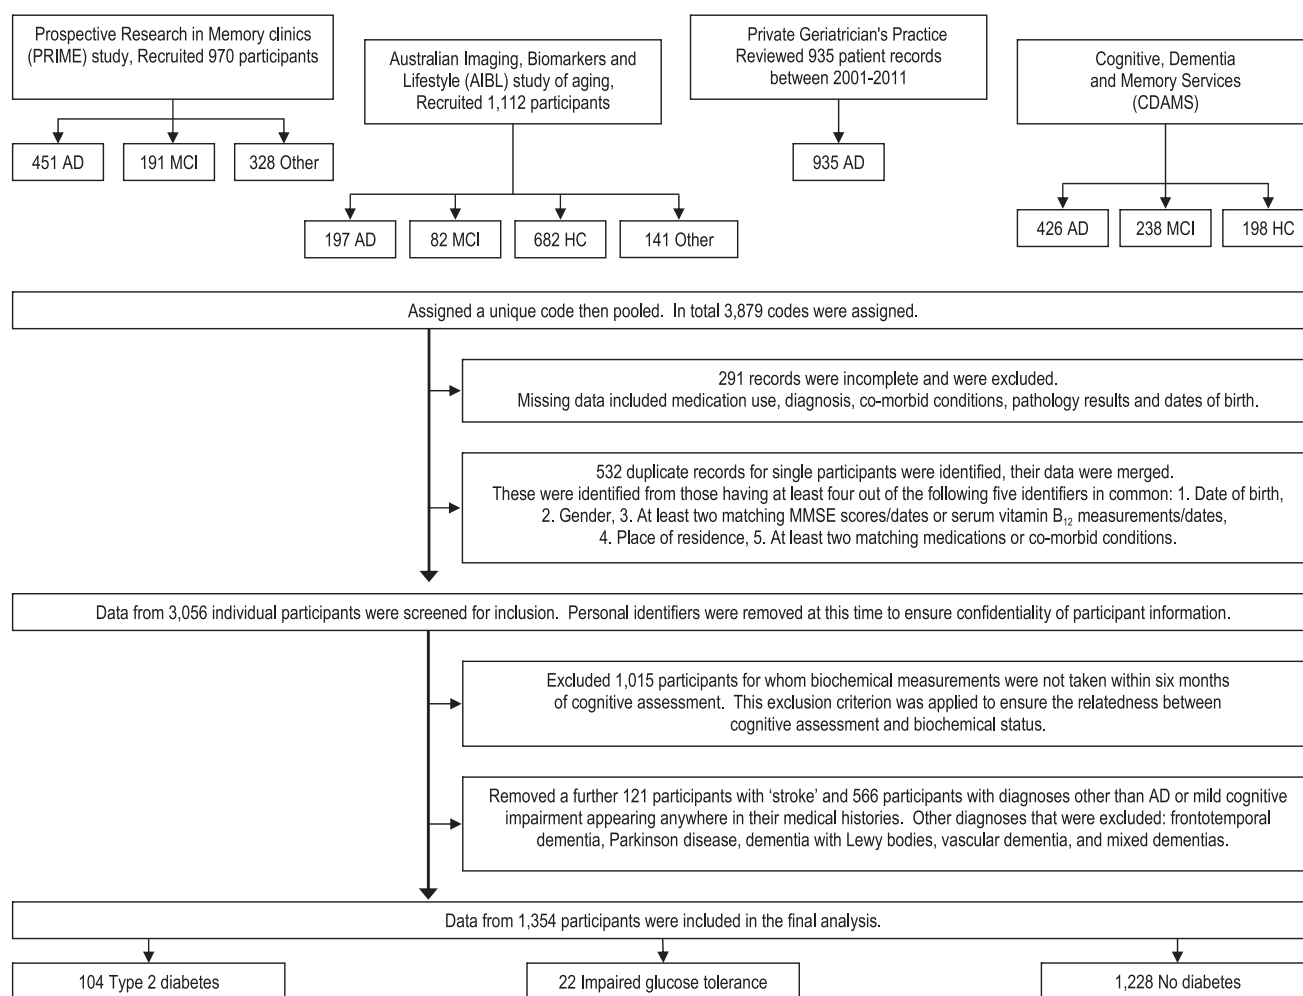 Prospective Research in Memory clinics
(PRIME) study, Recruited 970 participants
451 AD
191 MCI
328 Other
Australian Imaging, Biomarkers and
Lifestyle (AIBL) study of aging,
Recruited 1,112 participants
197 AD
82 MCI
682 HC
141 Other
Private Geriatrician's Practice
Reviewed 935 patient records
between 2001-2011
935 AD
Cognitive, Dementia
and Memory Services
(CDAMS)
426 AD
238 MCI
198 HC
Assigned a unique code then pooled. In total 3,879 codes were assigned.
291 records were incomplete and were excluded.
Missing data included medication use, diagnosis, co-morbid conditions, pathology results and dates of birth.
532 duplicate records for single participants were identified, their data were merged.
These were identified from those having at least four out of the following five identifiers in common: 1. Date of birth,
2. Gender, 3. At least two matching MMSE scores/dates or serum vitamin B₁₂ measurements/dates,
4. Place of residence, 5. At least two matching medications or co-morbid conditions.
Data from 3,056 individual participants were screened for inclusion. Personal identifiers were removed at this time to ensure confidentiality of participant information.
Excluded 1,015 participants for whom biochemical measurements were not taken within six months
of cognitive assessment. This exclusion criterion was applied to ensure the relatedness between
cognitive assessment and biochemical status.
Removed a further 121 participants with ‘stroke’ and 566 participants with diagnoses other than AD or mild cognitive
impairment appearing anywhere in their medical histories. Other diagnoses that were excluded: frontotemporal
dementia, Parkinson disease, dementia with Lewy bodies, vascular dementia, and mixed dementias.
Data from 1,354 participants were included in the final analysis.
104 Type 2 diabetes
22 Impaired glucose tolerance
1,228 No diabetes